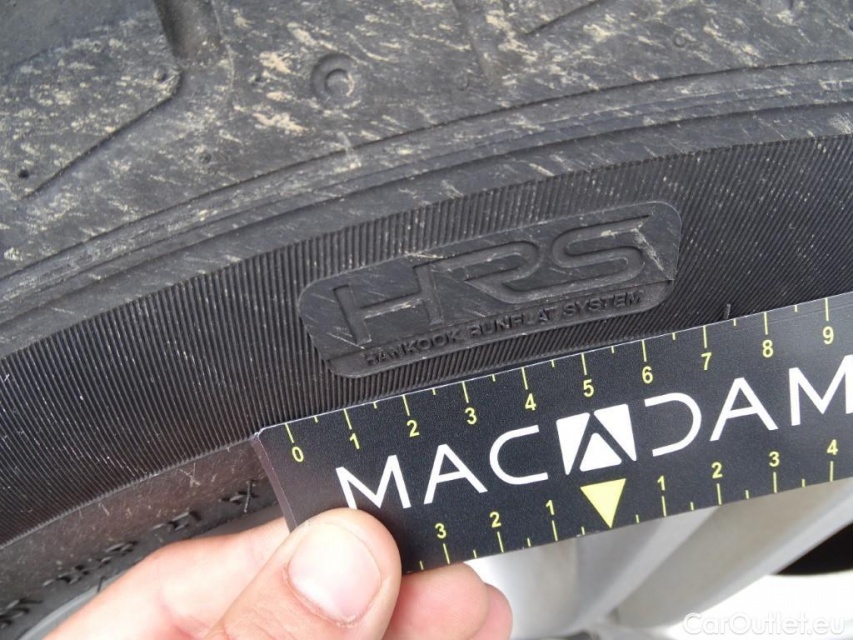 HRS
HANKOOK RUNFLAT SYSTEM
0 1 2 3 4 5 6 7 8 9
MACADAM
3 2 1 1 2 3 4
CarOutlet.eu